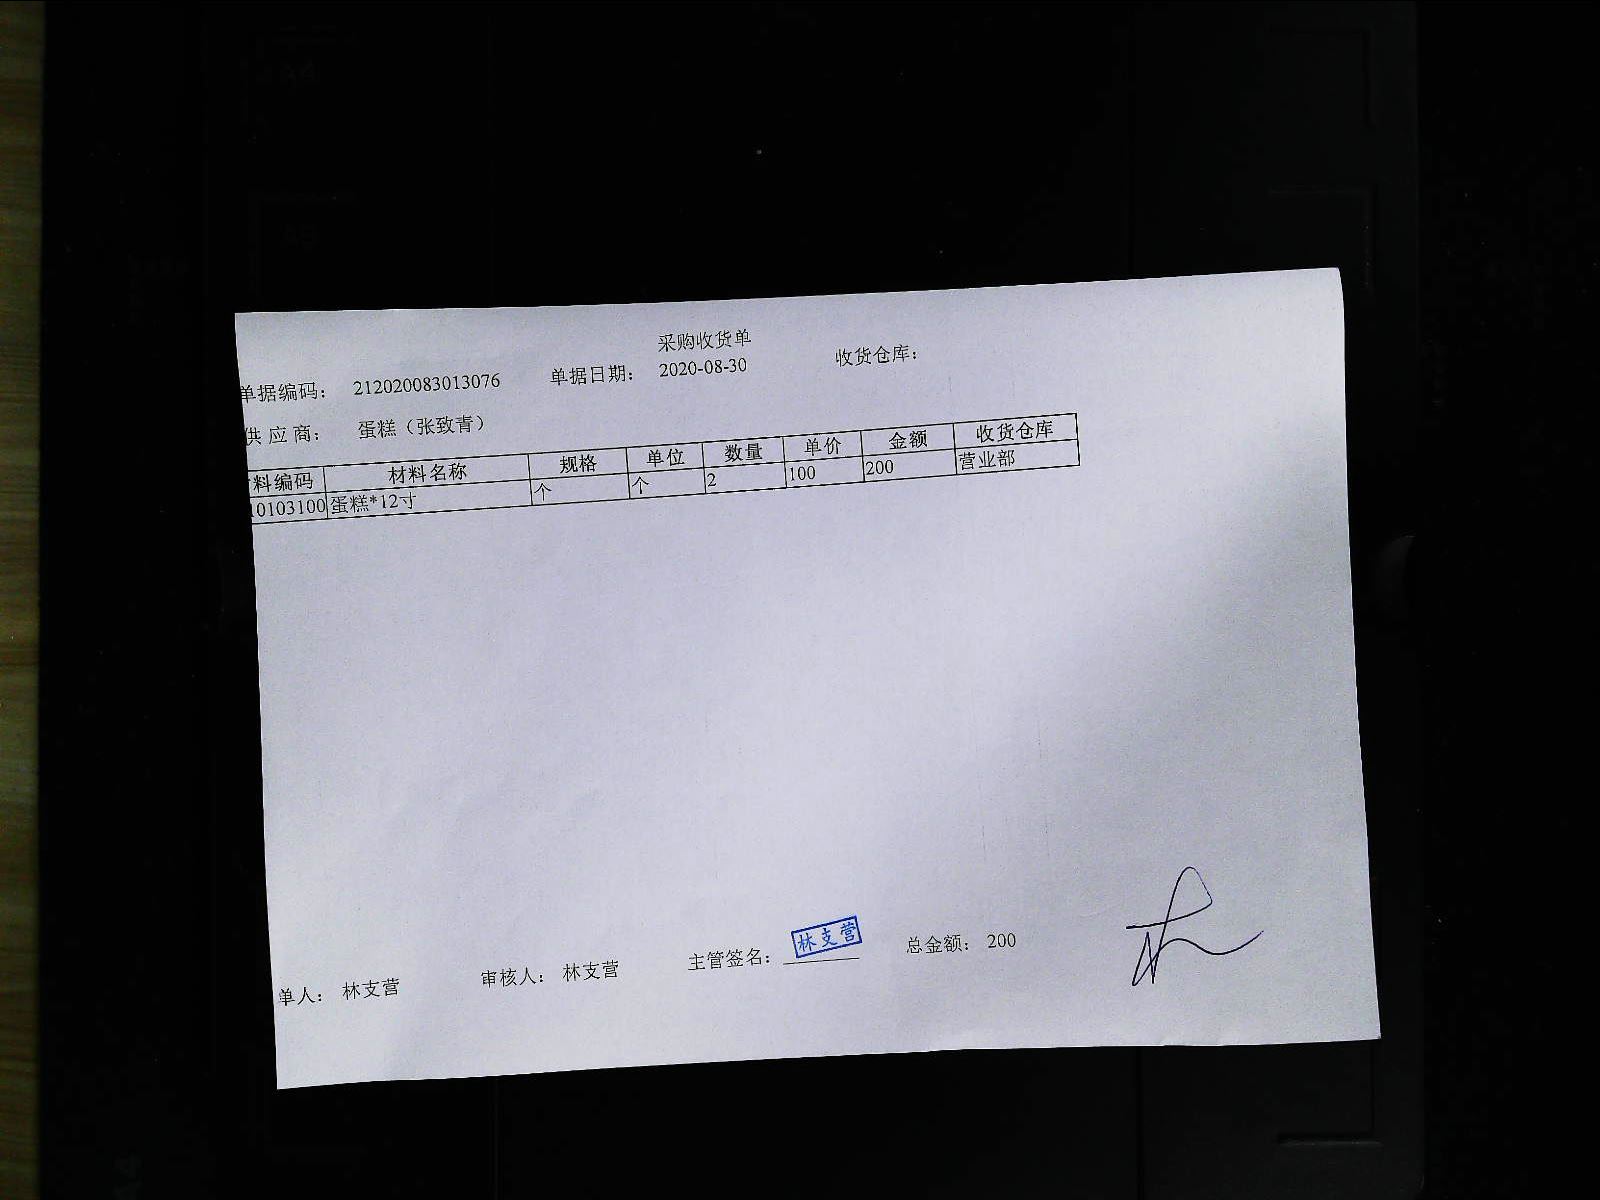 采购收货单
单据编码： 212020083013076 单据日期： 2020-08-30 收货仓库：
供应商： 蛋糕（张致青）
料编码 材料名称 规格 单位 数量 单价 金额 收货仓库
10103100 蛋糕*12寸 个 个 2 100 200 营业部
单人： 林支营 审核人： 林支营 主管签名： 林支营 总金额： 200